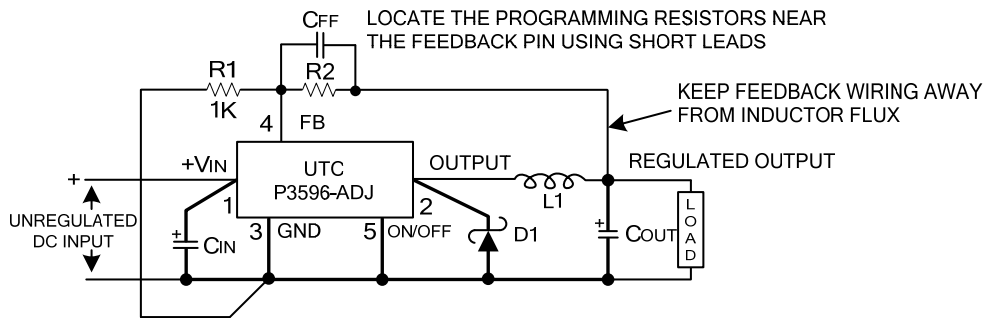 CFF
LOCATE THE PROGRAMMING RESISTORS NEAR
THE FEEDBACK PIN USING SHORT LEADS
R1
R2
1K
KEEP FEEDBACK WIRING AWAY
FROM INDUCTOR FLUX
4
FB
+VIN
UTC
P3596-ADJ
OUTPUT
REGULATED OUTPUT
+
1
2
L1
UNREGULATED
DC INPUT
+
CIN
3
GND
5
ON/OFF
D1
+
COUT
LOAD